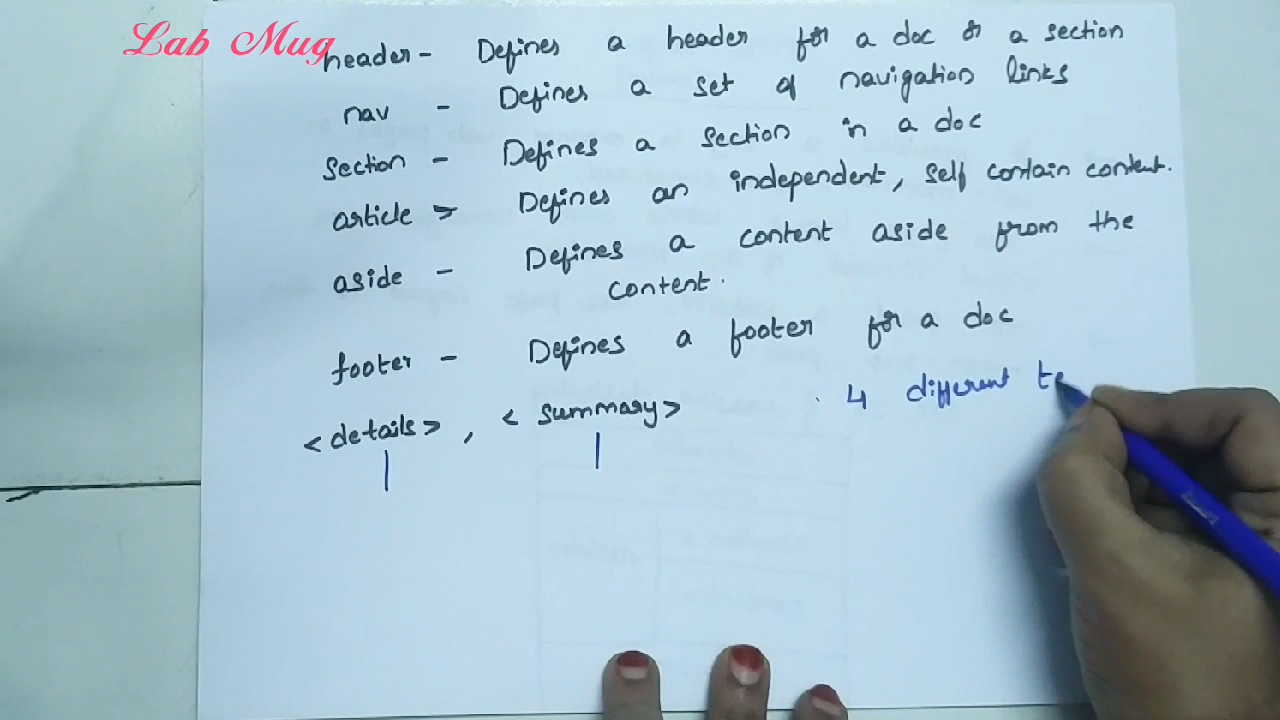 Lab Mug
header - Defines a header for a doc or a section
nav - Defines a set of navigation links
section - Defines a section in a doc
article - Defines an independent, self contain content.
aside - Defines a content aside from the
content.
footer - Defines a footer for a doc
<details>, <summary>
. 4 different te